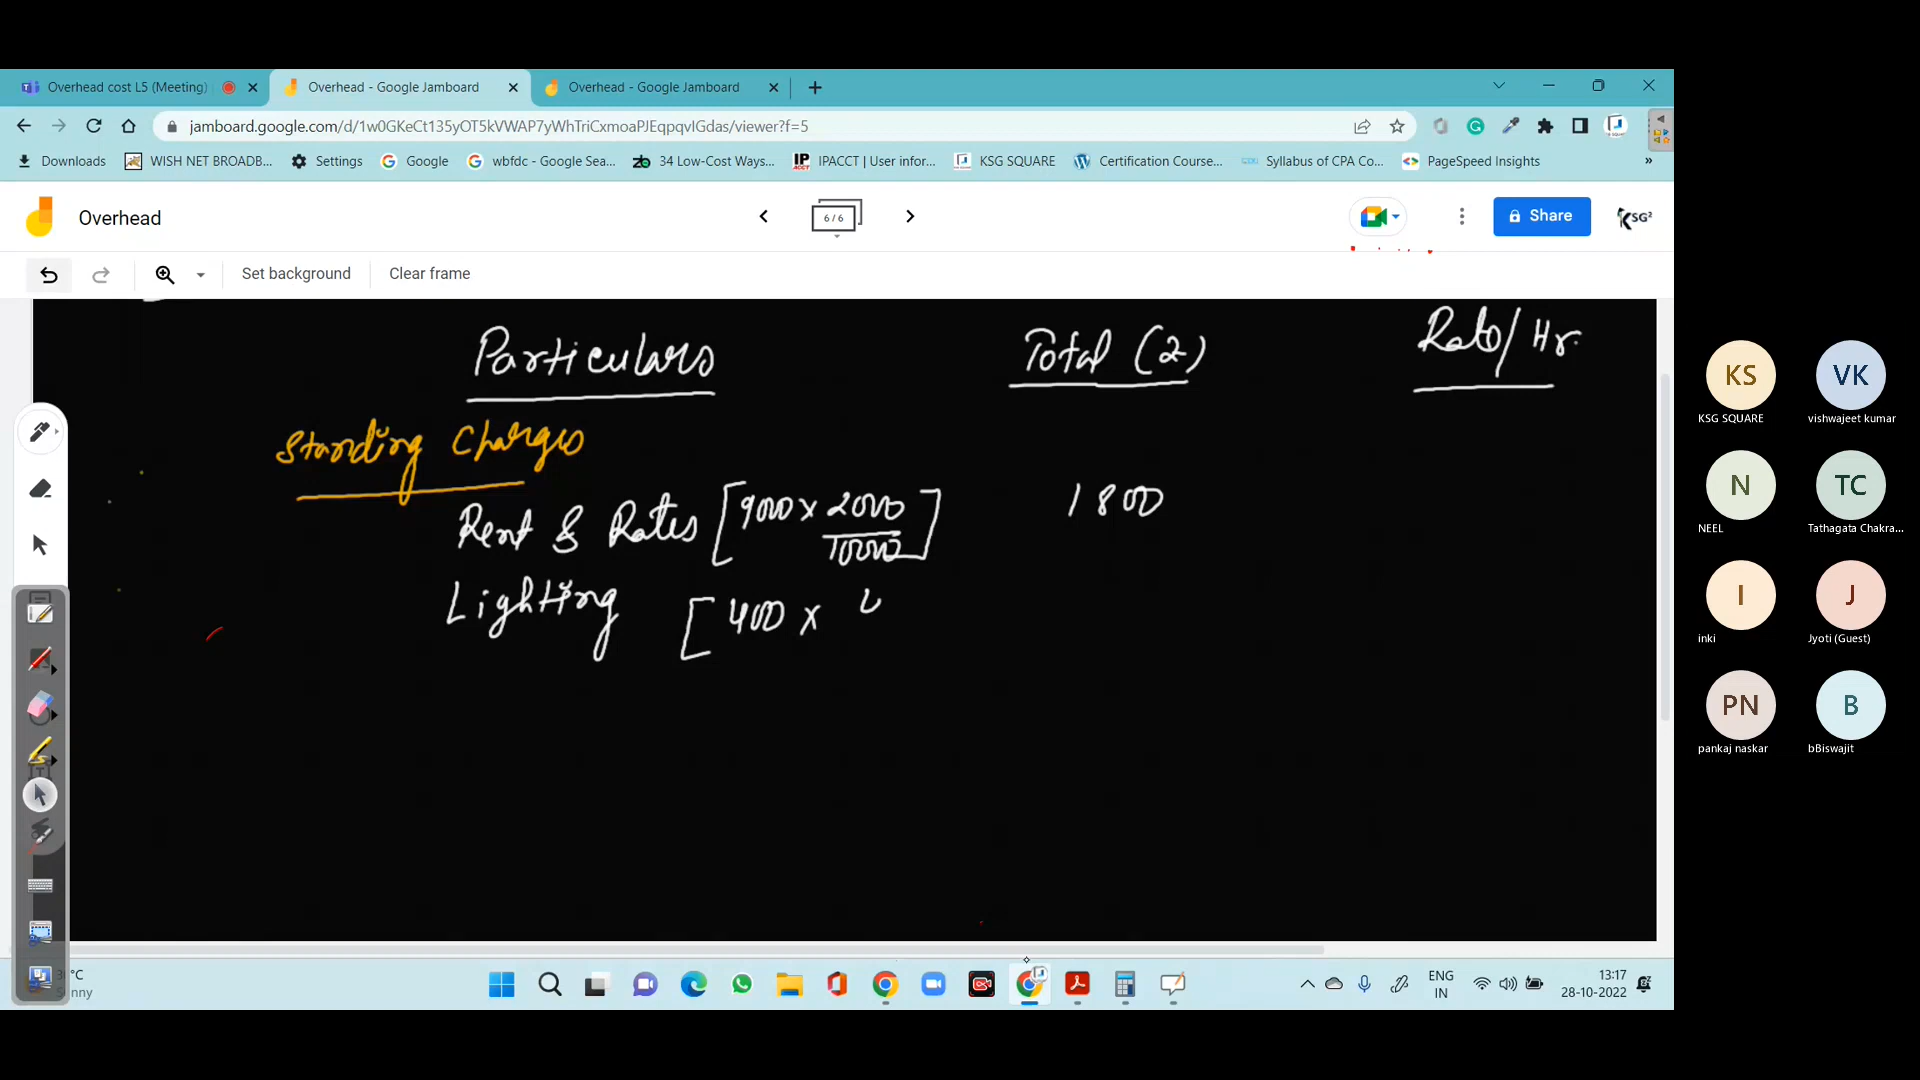 Overhead cost L5 (Meeting)
Overhead - Google Jamboard
Overhead - Google Jamboard
jamboard.google.com/d/1w0GKeCt135yOT5kVWAP7yWhTriCxmoaPJEqpqvIGdas/viewer?f=5
Downloads
WISH NET BROADB...
Settings
Google
wbfdc - Google Sea...
34 Low-Cost Ways...
IPACCT | User infor...
KSG SQUARE
Certification Course...
Syllabus of CPA Co...
PageSpeed Insights
»
Overhead
6 / 6
Share
KSG²
Set background
Clear frame
Particulars Total (₹) Rate/Hr.
Standing Charges
Rent & Rates [9000 x 2000/10000] 1800
Lighting [400 x
KS
KSG SQUARE
VK
vishwajeet kumar
N
NEEL
TC
Tathagata Chakra...
I
inki
J
Jyoti (Guest)
PN
pankaj naskar
B
bBiswajit
ENG
IN
13:17
28-10-2022